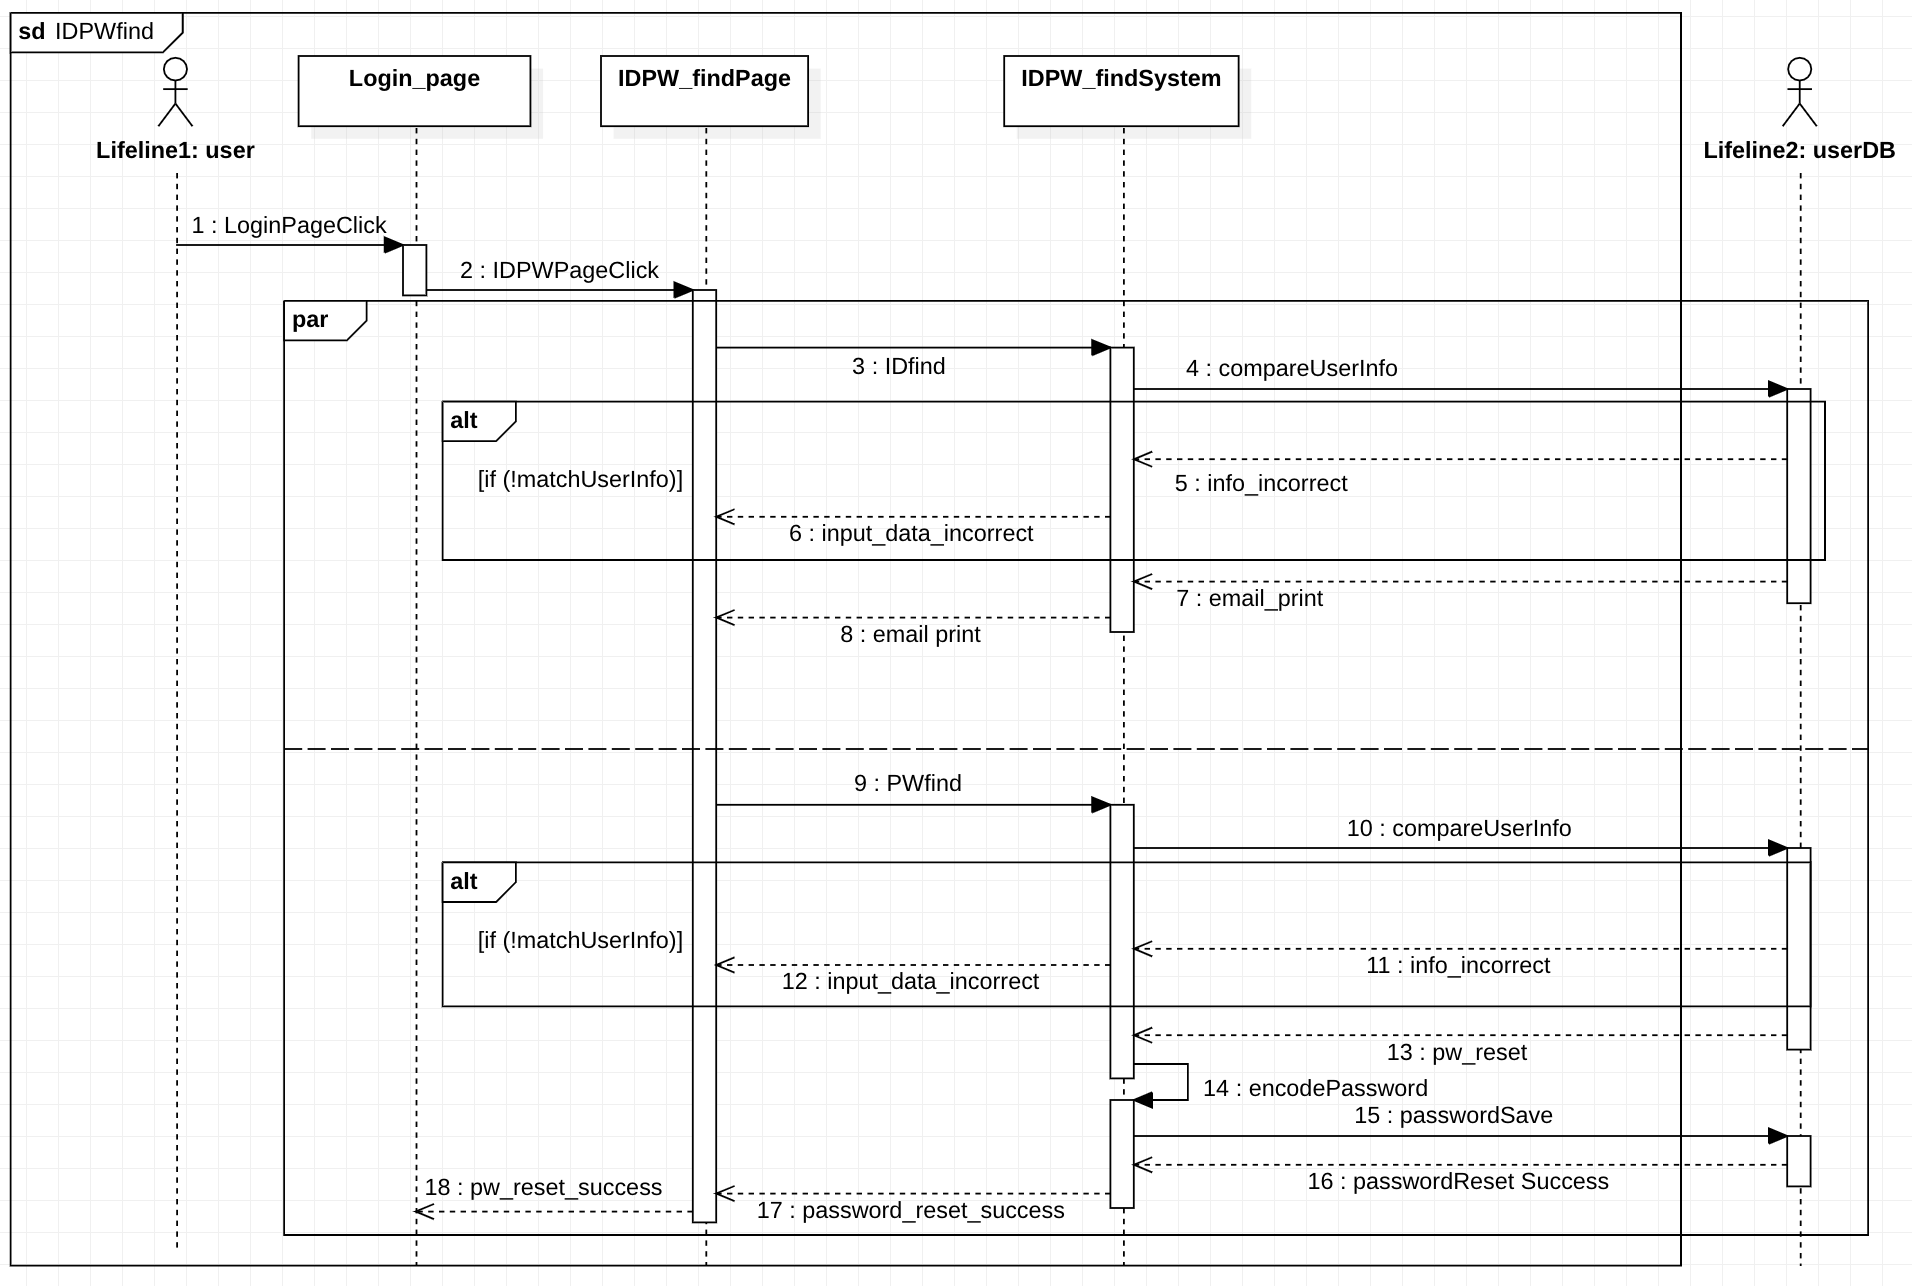 sd IDPWfind
Login_page
IDPW_findPage
IDPW_findSystem
Lifeline1: user
Lifeline2: userDB
1 : LoginPageClick
2 : IDPWPageClick
par
3 : IDfind
4 : compareUserInfo
alt
[if (!matchUserInfo)]
5 : info_incorrect
6 : input_data_incorrect
7 : email_print
8 : email print
9 : PWfind
10 : compareUserInfo
alt
[if (!matchUserInfo)]
11 : info_incorrect
12 : input_data_incorrect
13 : pw_reset
14 : encodePassword
15 : passwordSave
16 : passwordReset Success
18 : pw_reset_success
17 : password_reset_success